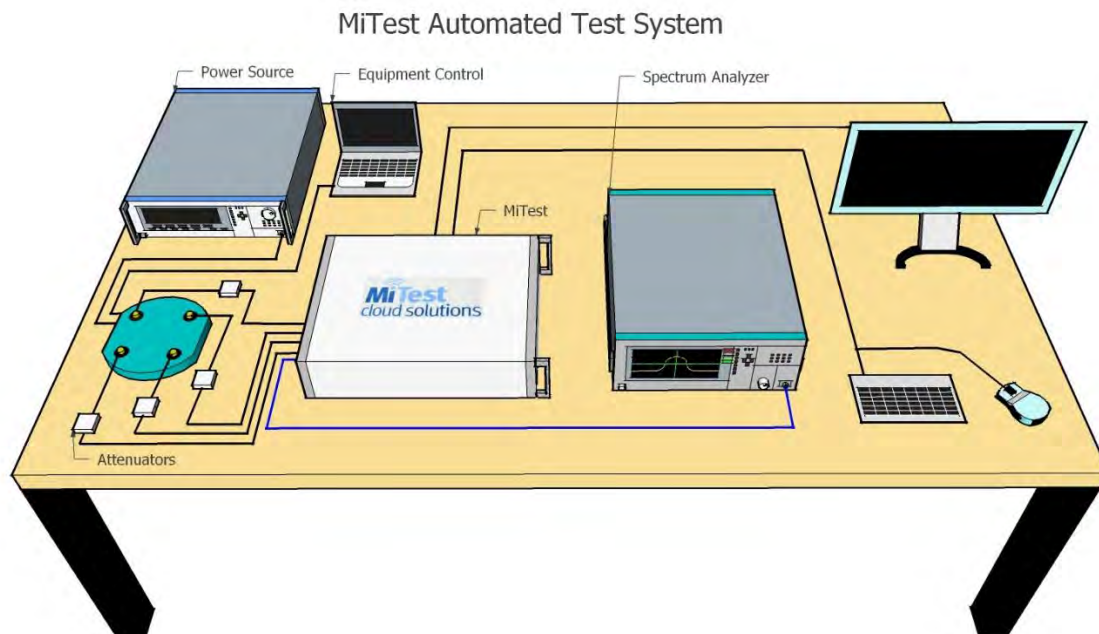 MiTest Automated Test System
Power Source
Equipment Control
Spectrum Analyzer
MiTest
MiTest
cloud solutions
Attenuators